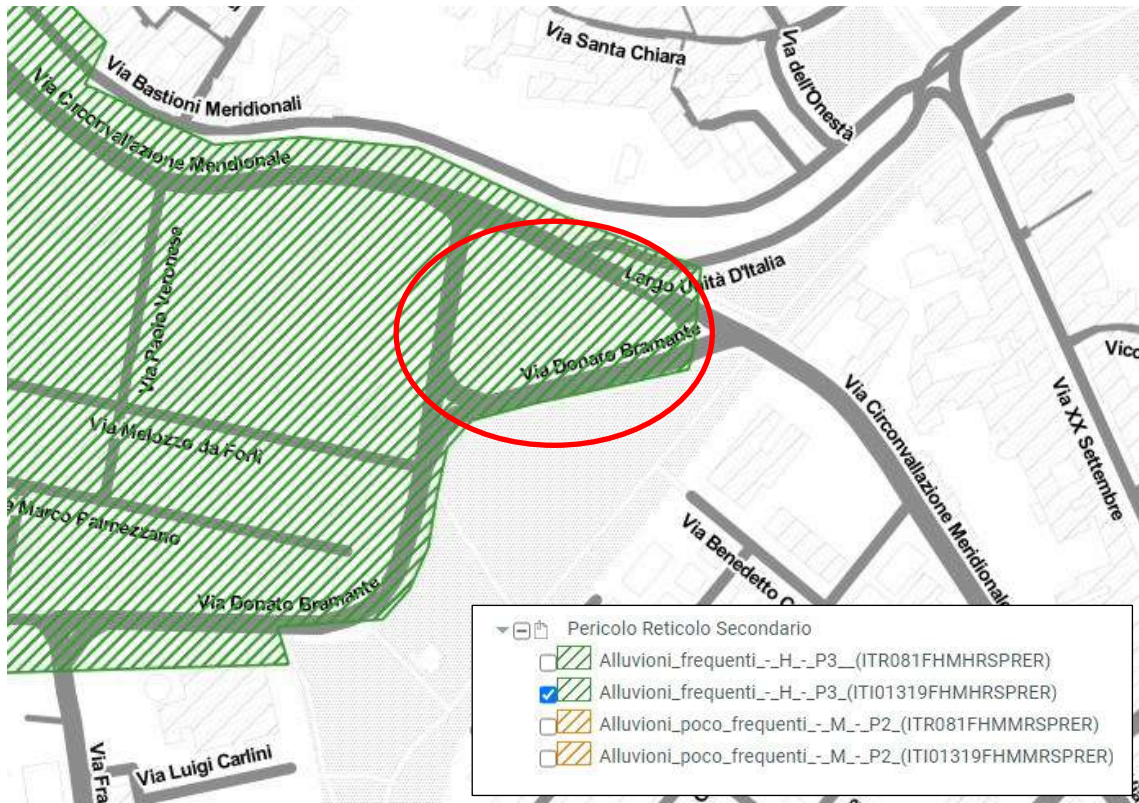 Via Santa Chiara
Via dell'Onestà
Via Bastioni Meridionali
Via Circonvallazione Meridionale
Via Paolo Veronese
Largo Unità D'Italia
Via Donato Bramante
Via Melozzo da Forlì
Via Marco Palmezzano
Via Donato Bramante
Via Circonvallazione Meridionale
Via XX Settembre
Via Benedetto
Via Luigi Carlini
Pericolo Reticolo Secondario
Alluvioni_frequenti_-_H_-_P3__(ITR081FHMHRSPRER)
Alluvioni_frequenti_-_H_-_P3_(ITI01319FHMHRSPRER)
Alluvioni_poco_frequenti_-_M_-_P2_(ITR081FHMMRSPRER)
Alluvioni_poco_frequenti_-_M_-_P2_(ITI01319FHMMRSPRER)